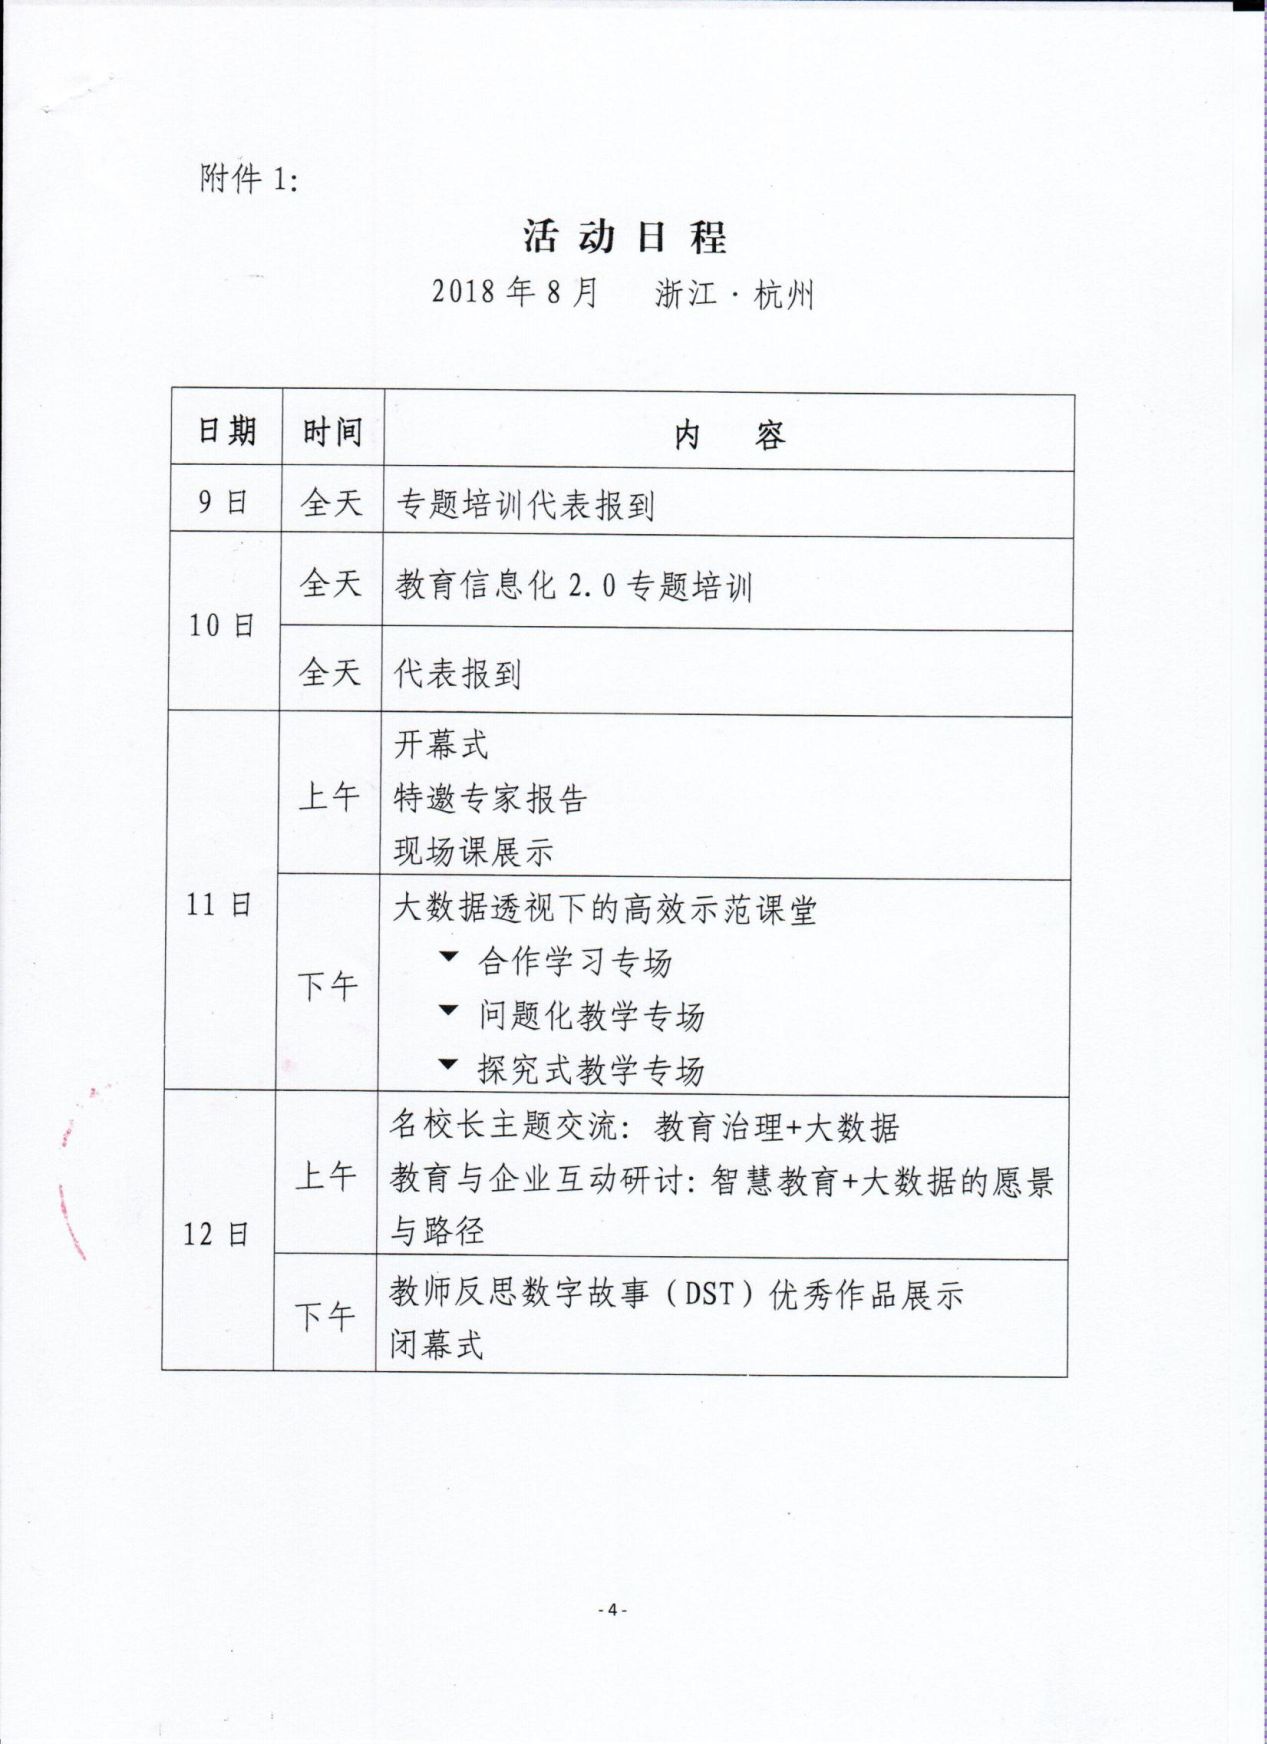 附件 1:
活动日程
2018 年 8 月 浙江·杭州
日期 时间 内 容
9 日 全天 专题培训代表报到
10 日
全天 教育信息化 2.0 专题培训
全天 代表报到
11 日
上午
开幕式
特邀专家报告
现场课展示
下午
大数据透视下的高效示范课堂
▼ 合作学习专场
▼ 问题化教学专场
▼ 探究式教学专场
12 日
上午
名校长主题交流: 教育治理+大数据
教育与企业互动研讨: 智慧教育+大数据的愿景
与路径
下午
教师反思数字故事（DST）优秀作品展示
闭幕式
-4-